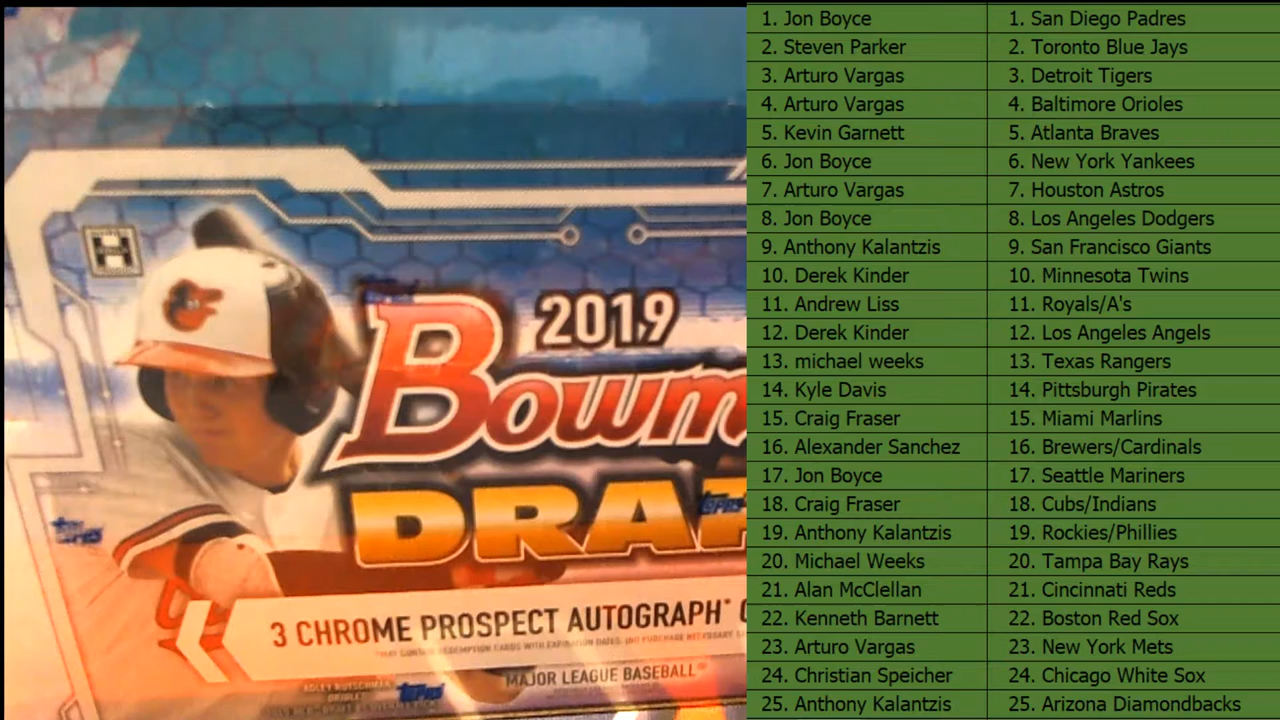 2019
Bowm
DRAF
3 CHROME PROSPECT AUTOGRAPH
MAJOR LEAGUE BASEBALL
Topps
1. Jon Boyce 1. San Diego Padres
2. Steven Parker 2. Toronto Blue Jays
3. Arturo Vargas 3. Detroit Tigers
4. Arturo Vargas 4. Baltimore Orioles
5. Kevin Garnett 5. Atlanta Braves
6. Jon Boyce 6. New York Yankees
7. Arturo Vargas 7. Houston Astros
8. Jon Boyce 8. Los Angeles Dodgers
9. Anthony Kalantzis 9. San Francisco Giants
10. Derek Kinder 10. Minnesota Twins
11. Andrew Liss 11. Royals/A's
12. Derek Kinder 12. Los Angeles Angels
13. michael weeks 13. Texas Rangers
14. Kyle Davis 14. Pittsburgh Pirates
15. Craig Fraser 15. Miami Marlins
16. Alexander Sanchez 16. Brewers/Cardinals
17. Jon Boyce 17. Seattle Mariners
18. Craig Fraser 18. Cubs/Indians
19. Anthony Kalantzis 19. Rockies/Phillies
20. Michael Weeks 20. Tampa Bay Rays
21. Alan McClellan 21. Cincinnati Reds
22. Kenneth Barnett 22. Boston Red Sox
23. Arturo Vargas 23. New York Mets
24. Christian Speicher 24. Chicago White Sox
25. Anthony Kalantzis 25. Arizona Diamondbacks